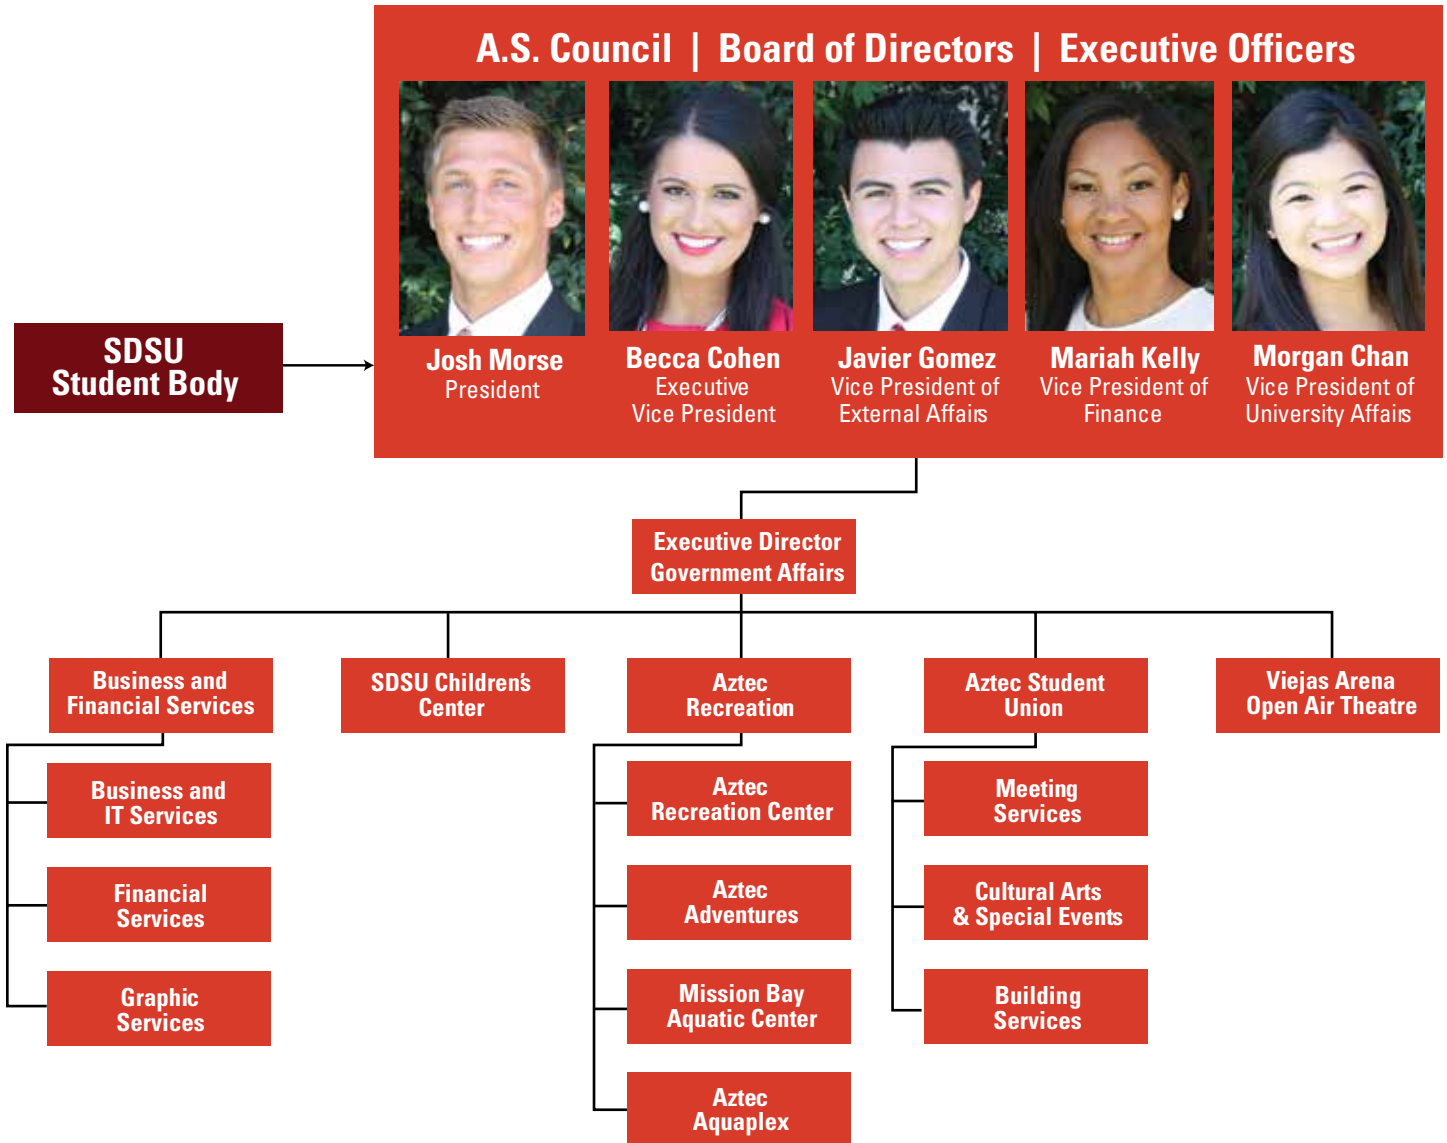 A.S. Council | Board of Directors | Executive Officers
SDSU
Student Body
Josh Morse
President
Becca Cohen
Executive
Vice President
Javier Gomez
Vice President of
External Affairs
Mariah Kelly
Vice President of
Finance
Morgan Chan
Vice President of
University Affairs
Executive Director
Government Affairs
Business and
Financial Services
SDSU Children's
Center
Aztec
Recreation
Aztec Student
Union
Viejas Arena
Open Air Theatre
Business and
IT Services
Financial
Services
Graphic
Services
Aztec
Recreation Center
Aztec
Adventures
Mission Bay
Aquatic Center
Aztec
Aquaplex
Meeting
Services
Cultural Arts
& Special Events
Building
Services